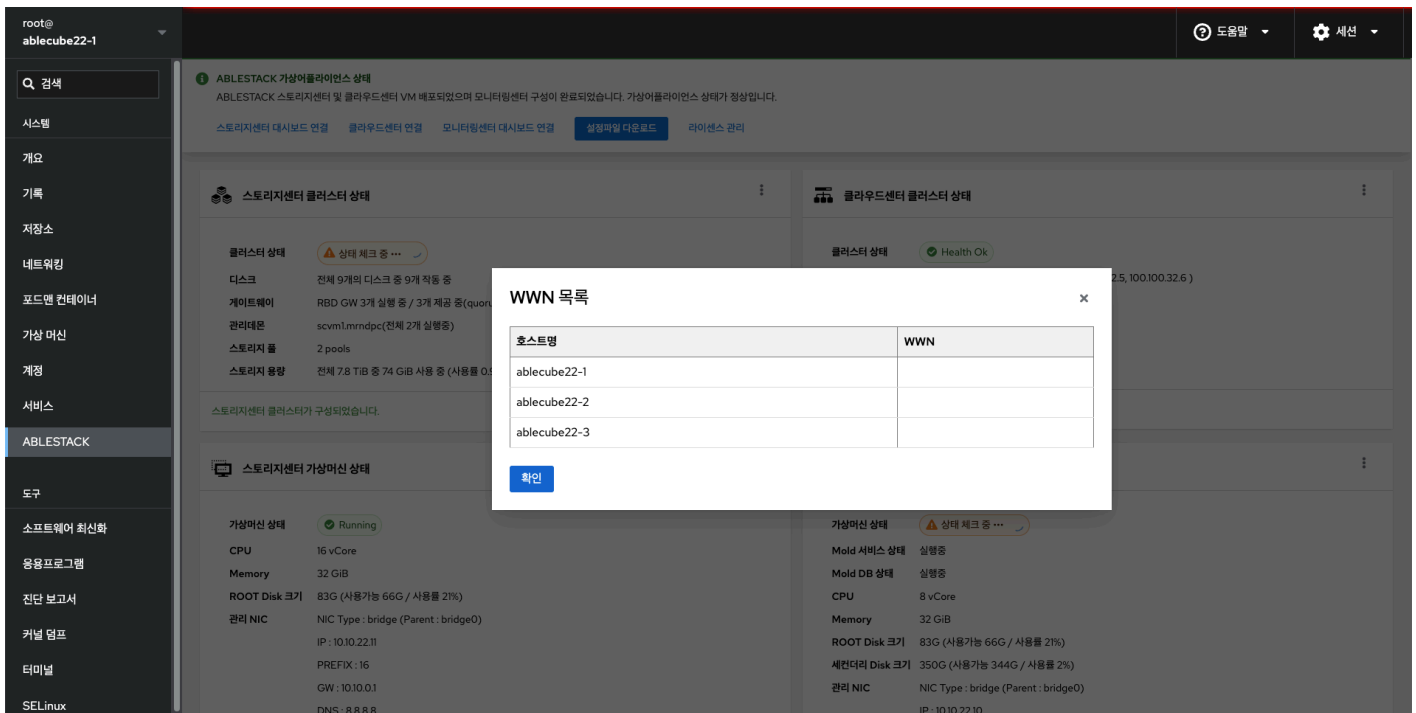 root@
ablecube22-1
도움말
세션
검색
시스템
개요
기록
저장소
네트워킹
포드맨 컨테이너
가상 머신
계정
서비스
ABLESTACK
도구
소프트웨어 최신화
응용프로그램
진단 보고서
커널 덤프
터미널
SELinux
ABLESTACK 가상어플라이언스 상태
ABLESTACK 스토리지센터 및 클라우드센터 VM 배포되었으며 모니터링센터 구성이 완료되었습니다. 가상어플라이언스 상태가 정상입니다.
스토리지센터 대시보드 연결 클라우드센터 연결 모니터링센터 대시보드 연결 설정파일 다운로드 라이센스 관리
스토리지센터 클러스터 상태
클러스터 상태 상태 체크 중 •••
디스크 전체 9개의 디스크 중 9개 작동 중
게이트웨이 RBD GW 3개 실행 중 / 3개 제공 중(quoru
관리데몬 scvm1.mrndpc(전체 2개 실행중)
스토리지 풀 2 pools
스토리지 용량 전체 7.8 TiB 중 74 GiB 사용 중 (사용률 0.9
스토리지센터 클러스터가 구성되었습니다.
클라우드센터 클러스터 상태
클러스터 상태 Health Ok
2.5, 100.100.32.6 )
WWN 목록
호스트명 WWN
ablecube22-1
ablecube22-2
ablecube22-3
확인
스토리지센터 가상머신 상태
가상머신 상태 Running
CPU 16 vCore
Memory 32 GiB
ROOT Disk 크기 83G (사용가능 66G / 사용률 21%)
관리 NIC NIC Type : bridge (Parent : bridge0)
IP : 10.10.22.11
PREFIX : 16
GW : 10.10.0.1
DNS : 8.8.8.8
가상머신 상태 상태 체크 중 •••
Mold 서비스 상태 실행중
Mold DB 상태 실행중
CPU 8 vCore
Memory 32 GiB
ROOT Disk 크기 83G (사용가능 66G / 사용률 21%)
세컨더리 Disk 크기 350G (사용가능 344G / 사용률 2%)
관리 NIC NIC Type : bridge (Parent : bridge0)
IP : 10.10.22.10